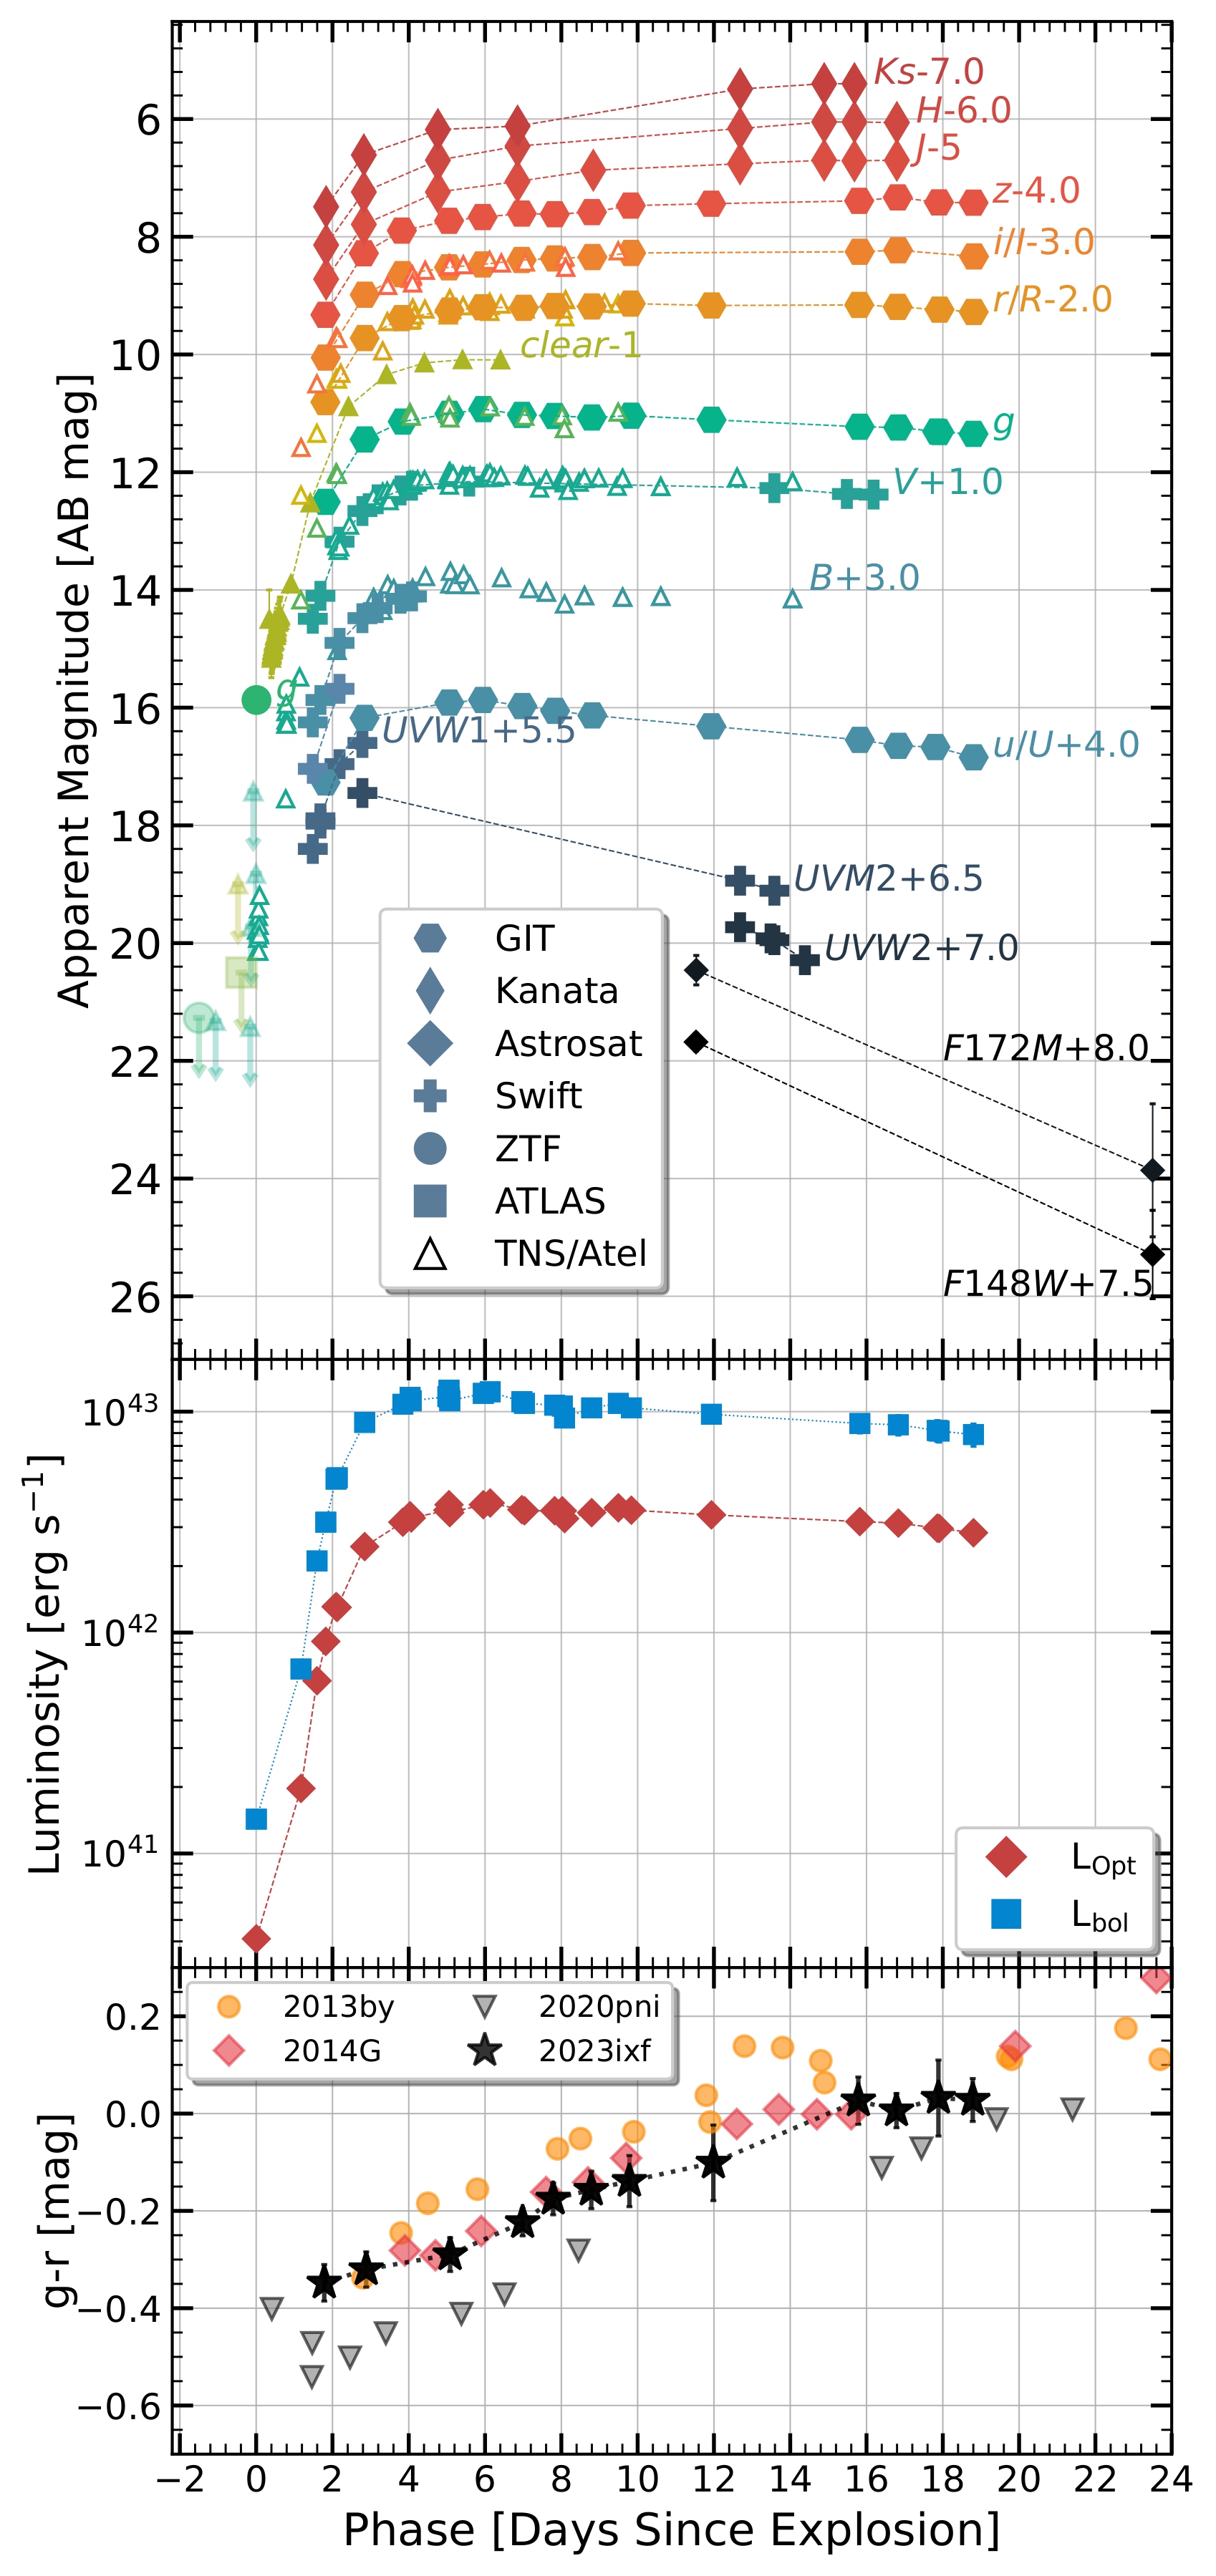 Ks-7.0
6
H-6.0
J-5
z-4.0
8
i/I-3.0
r/R-2.0
clear-1
10
g
12
V+1.0
14
B+3.0
g
16
UVW1+5.5
u/U+4.0
18
UVM2+6.5
20
UVW2+7.0
22
F172M+8.0
24
F148W+7.5
26
Apparent Magnitude [AB mag]
GIT
Kanata
Astrosat
Swift
ZTF
ATLAS
TNS/Atel
10⁴³
10⁴²
10⁴¹
Luminosity [erg s⁻¹]
L_Opt
L_bol
2013by
2014G
2020pni
2023ixf
0.2
0.0
−0.2
−0.4
−0.6
g-r [mag]
−2 0 2 4 6 8 10 12 14 16 18 20 22 24
Phase [Days Since Explosion]